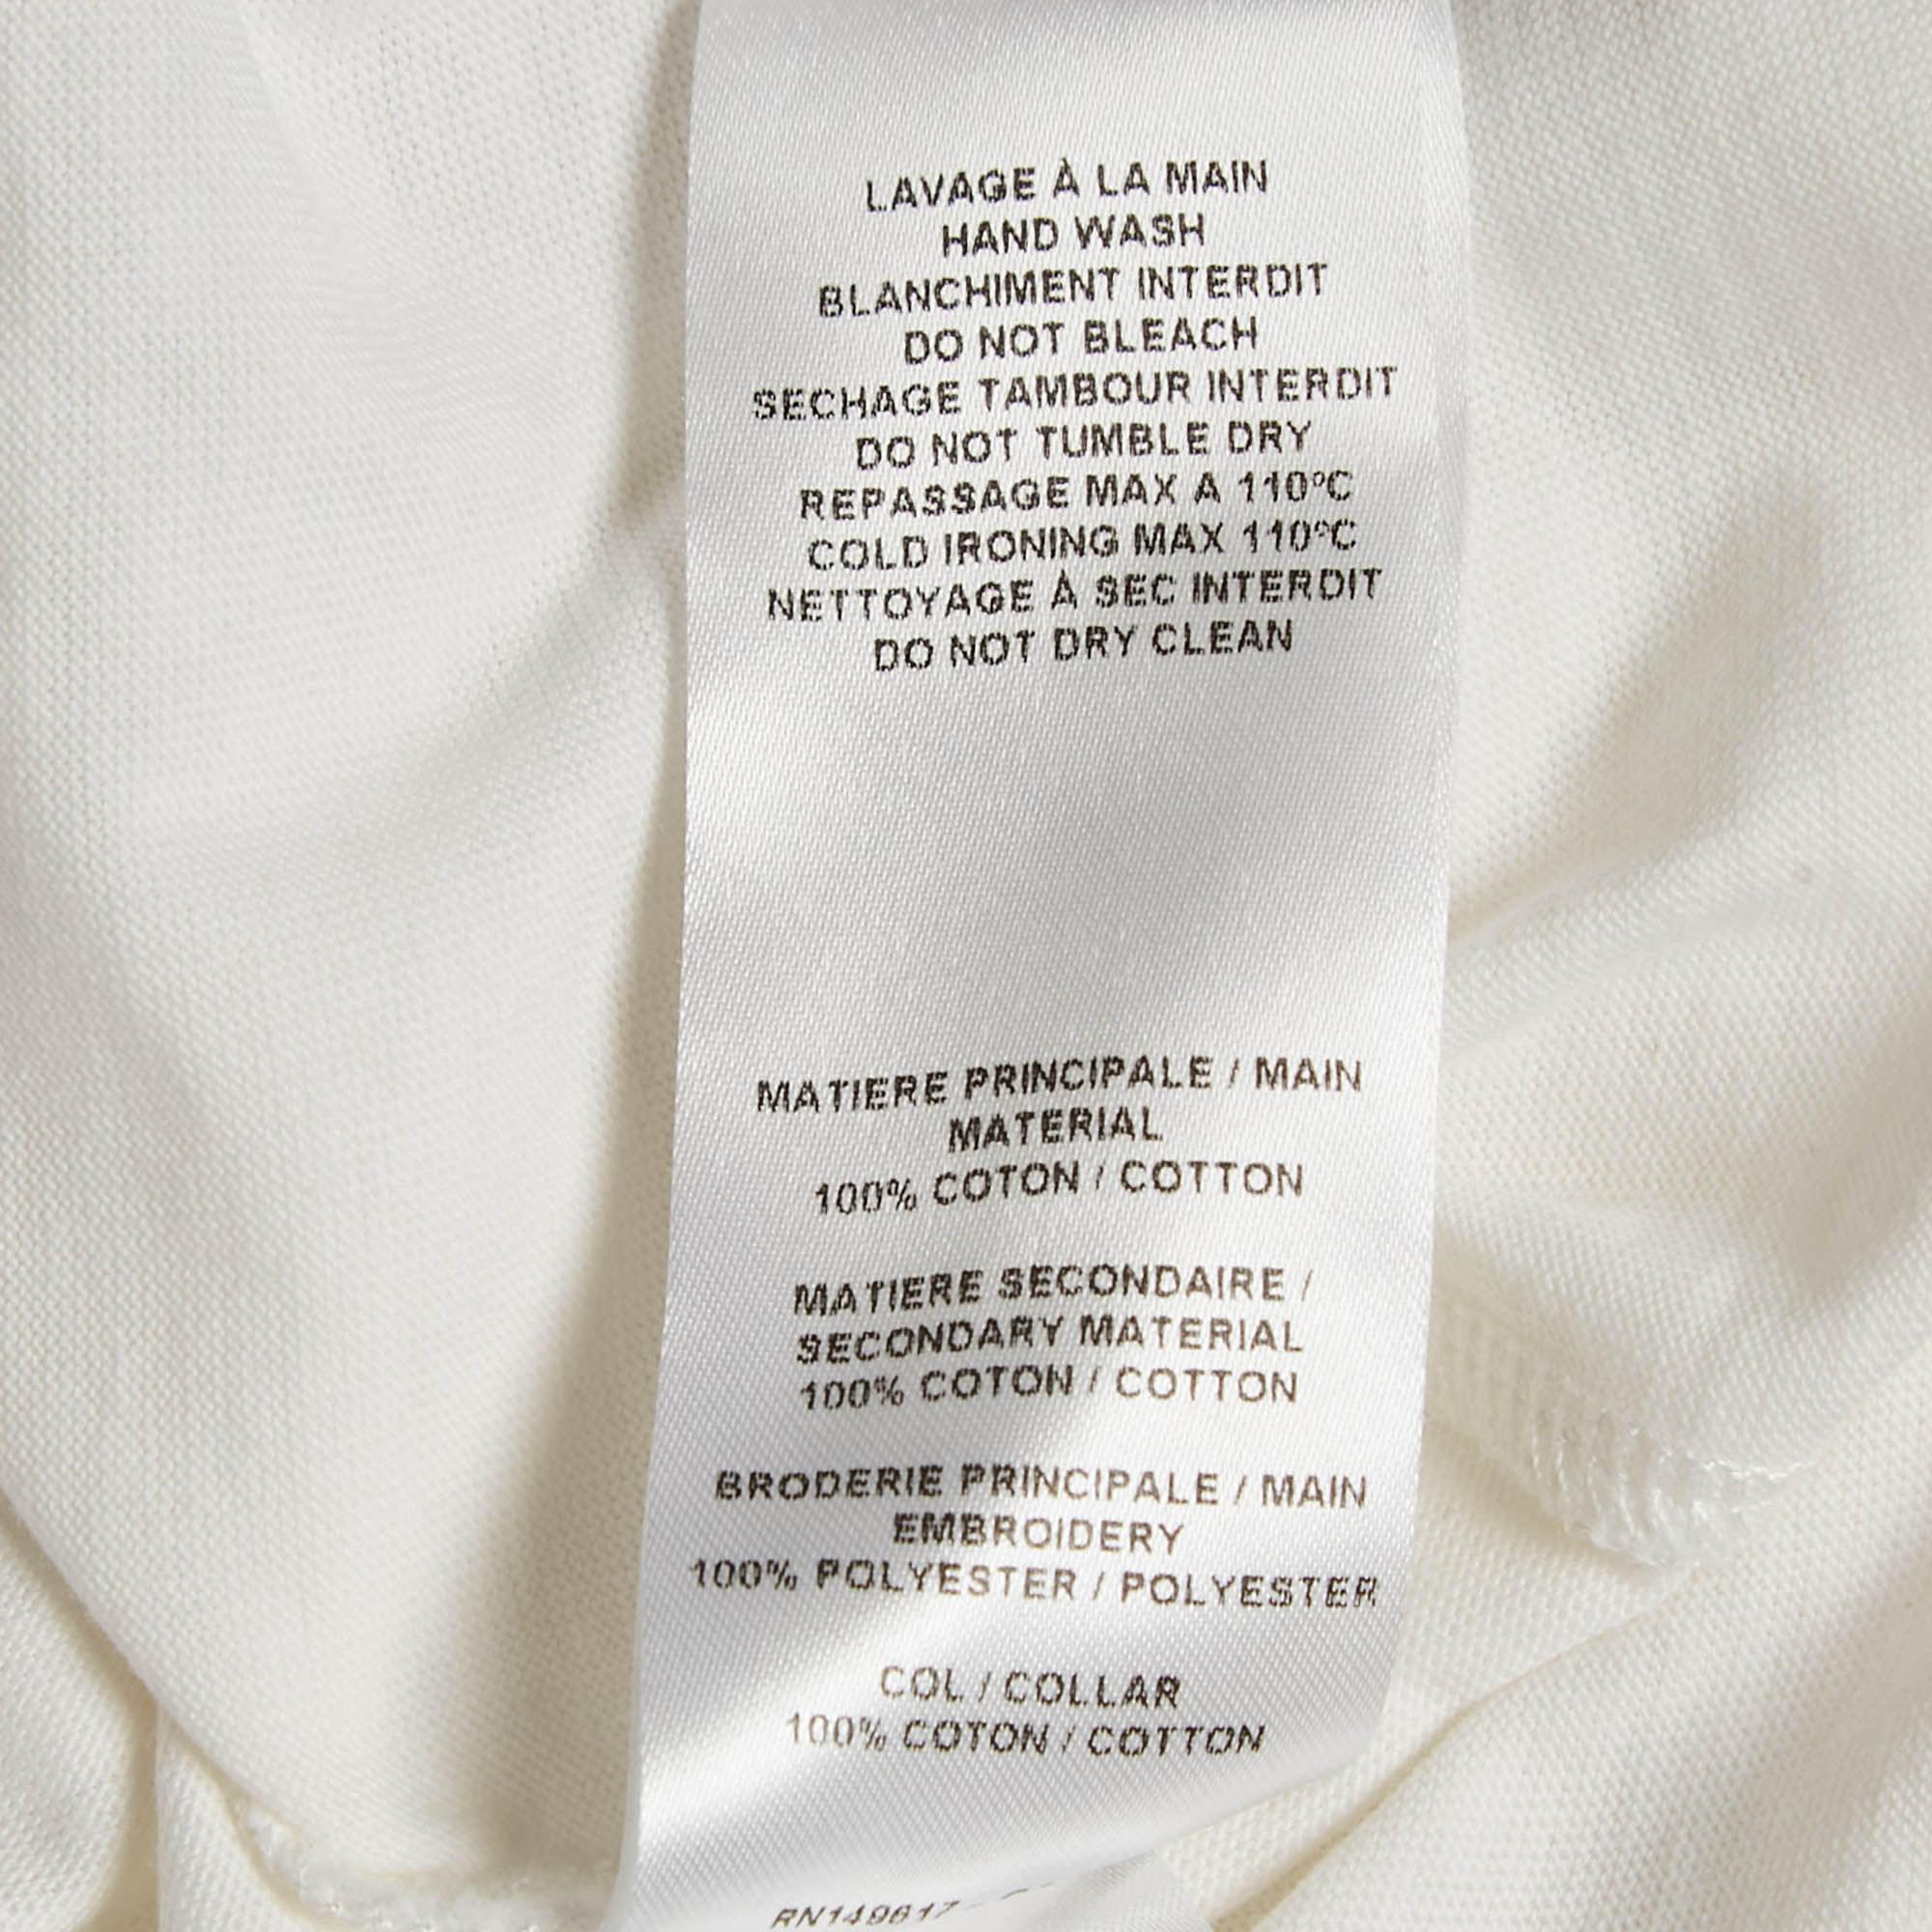 LAVAGE À LA MAIN
HAND WASH
BLANCHIMENT INTERDIT
DO NOT BLEACH
SECHAGE TAMBOUR INTERDIT
DO NOT TUMBLE DRY
REPASSAGE MAX A 110°C
COLD IRONING MAX 110°C
NETTOYAGE À SEC INTERDIT
DO NOT DRY CLEAN
MATIERE PRINCIPALE / MAIN
MATERIAL
100% COTON / COTTON
MATIERE SECONDAIRE /
SECONDARY MATERIAL
100% COTON / COTTON
BRODERIE PRINCIPALE / MAIN
EMBROIDERY
100% POLYESTER / POLYESTER
COL / COLLAR
100% COTON / COTTON
RN149617